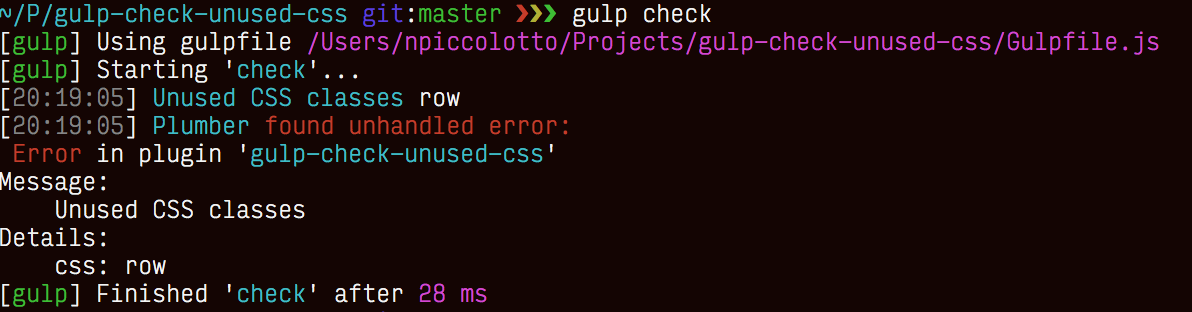 ~/P/gulp-check-unused-css git:master ❯❯❯ gulp check
[gulp] Using gulpfile /Users/npiccolotto/Projects/gulp-check-unused-css/Gulpfile.js
[gulp] Starting 'check'...
[20:19:05] Unused CSS classes row
[20:19:05] Plumber found unhandled error:
 Error in plugin 'gulp-check-unused-css'
Message:
    Unused CSS classes
Details:
    css: row
[gulp] Finished 'check' after 28 ms